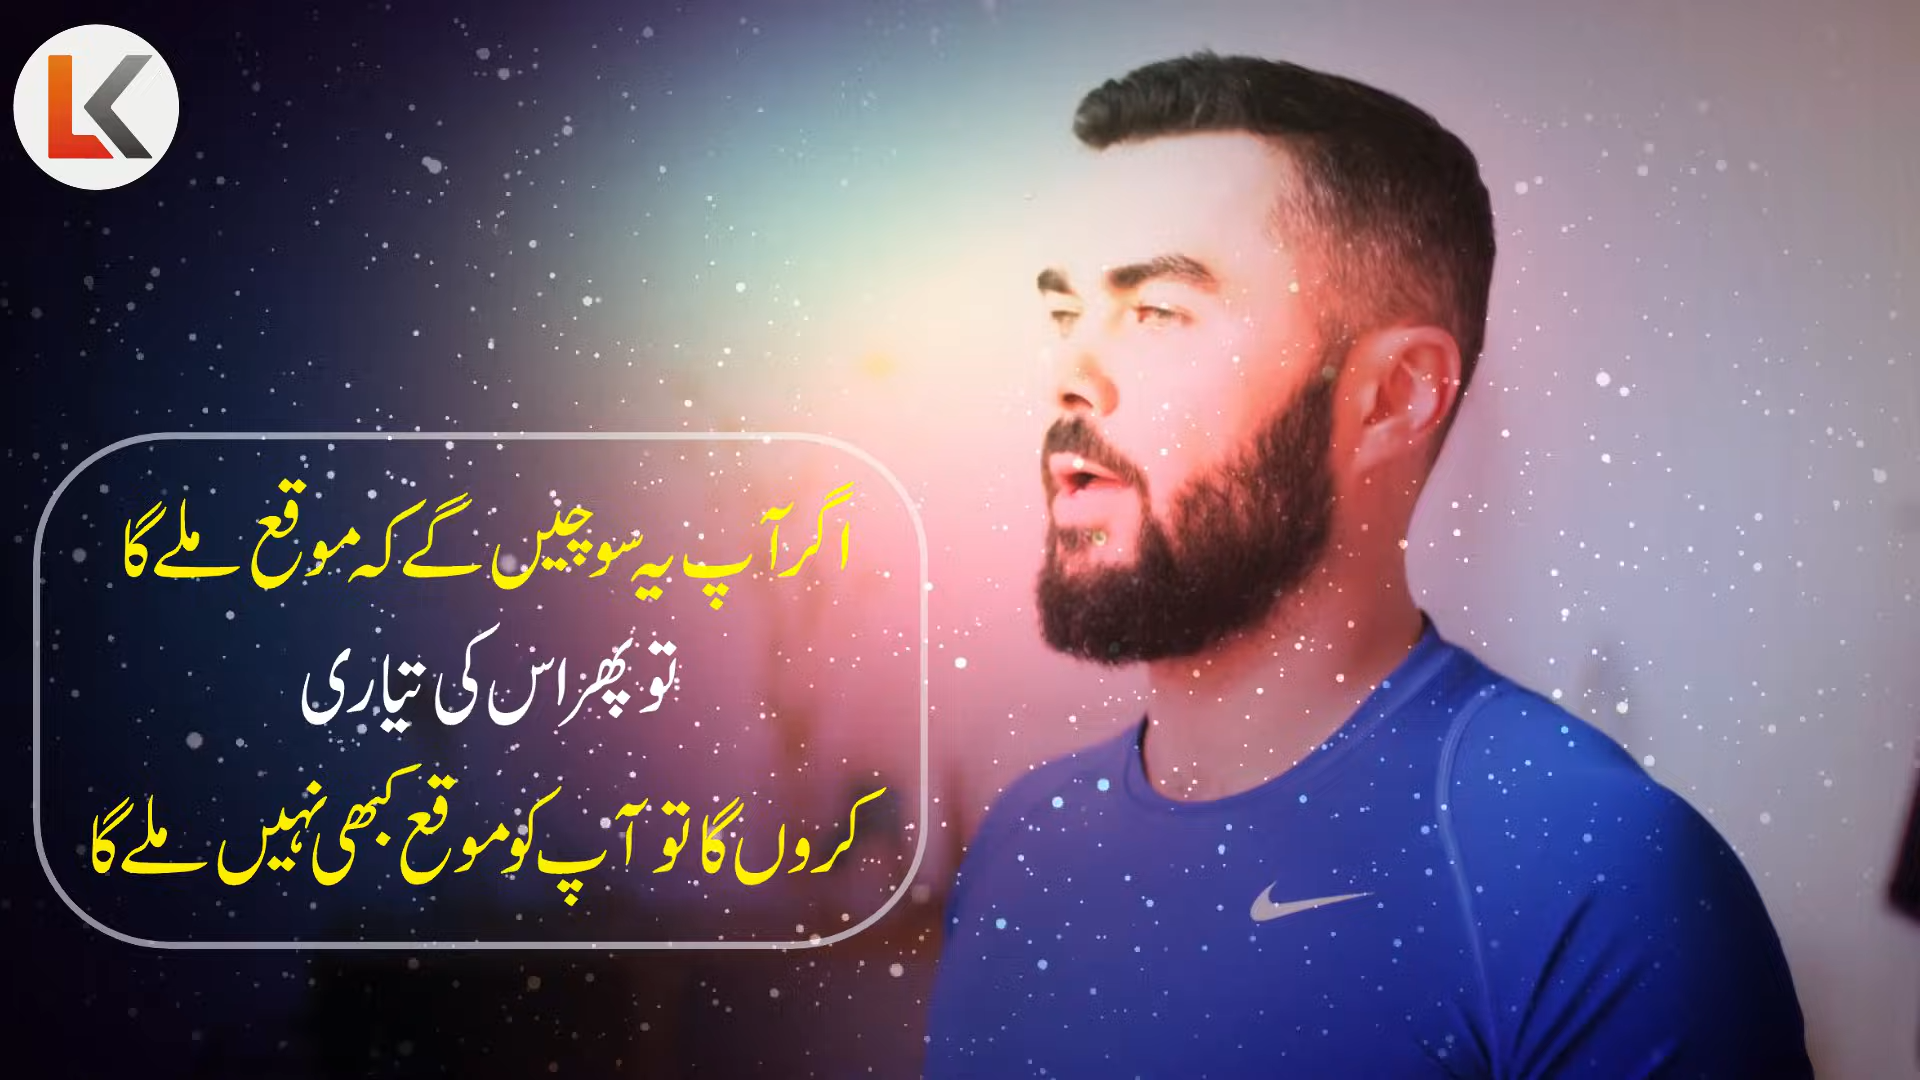 LK
اگر آپ یہ سوچیں گے کہ موقع ملے گا
تو پھر اس کی تیاری
کروں گا تو آپ کو موقع کبھی نہیں ملے گا